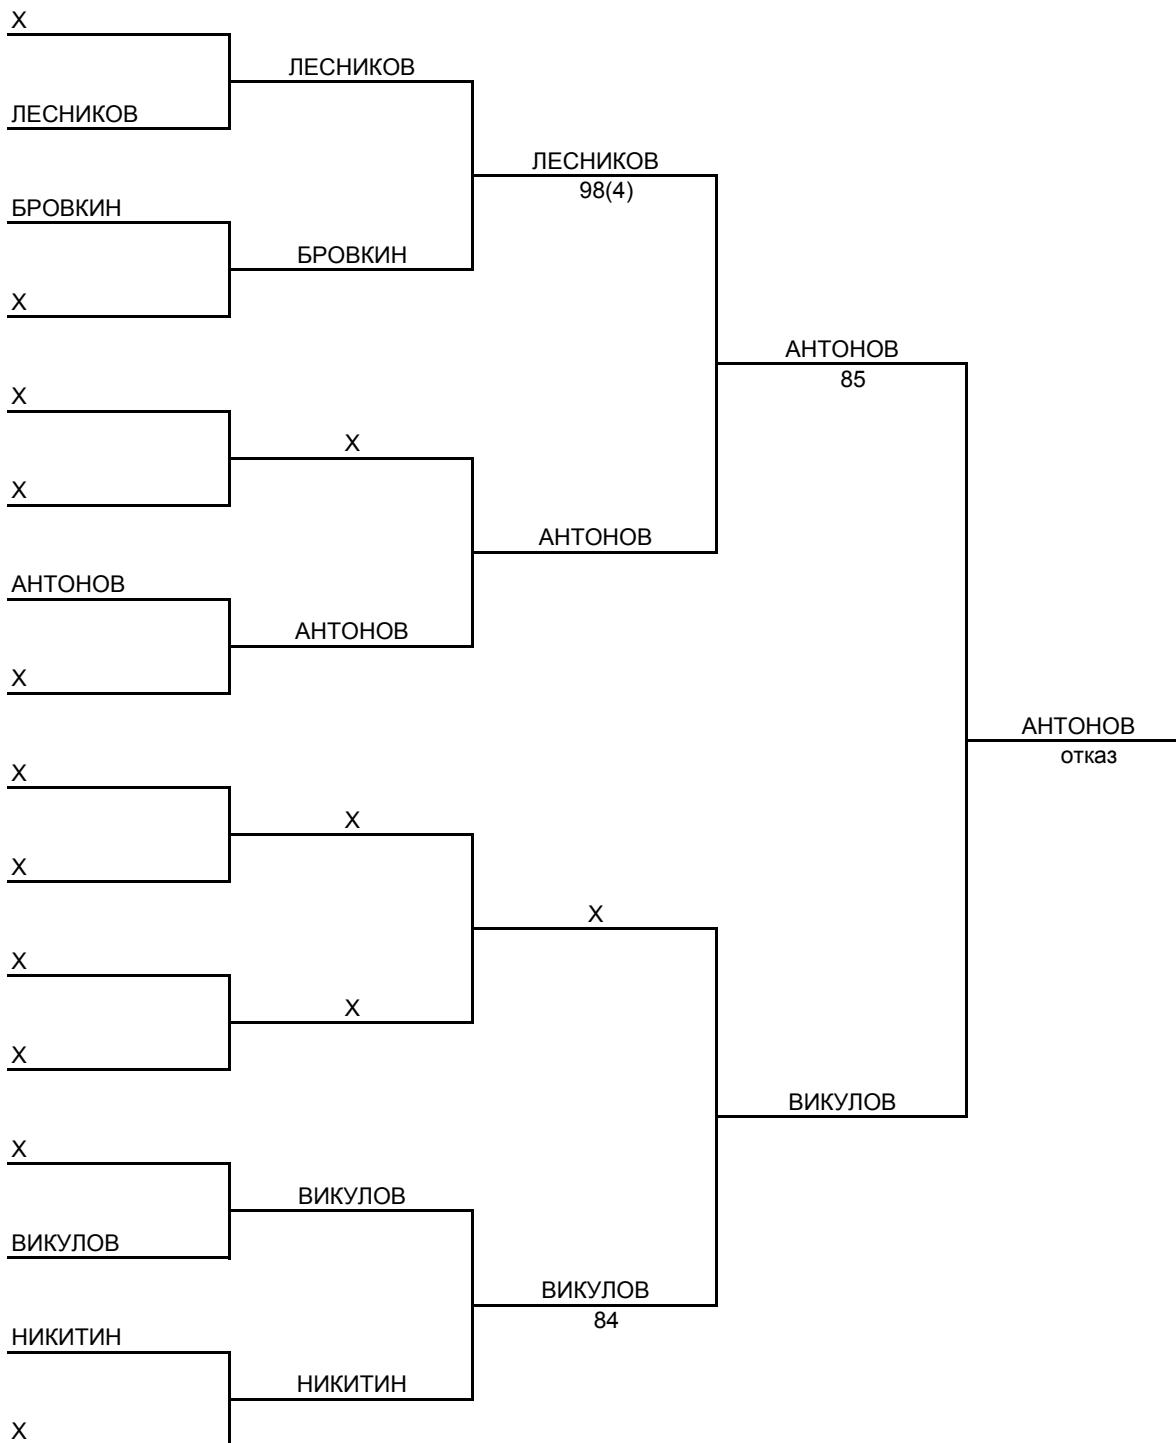 X
ЛЕСНИКОВ
ЛЕСНИКОВ
ЛЕСНИКОВ
98(4)
БРОВКИН
БРОВКИН
X
АНТОНОВ
85
X
X
X
АНТОНОВ
АНТОНОВ
АНТОНОВ
X
АНТОНОВ
отказ
X
X
X
X
X
X
X
ВИКУЛОВ
X
ВИКУЛОВ
ВИКУЛОВ
ВИКУЛОВ
84
НИКИТИН
НИКИТИН
X